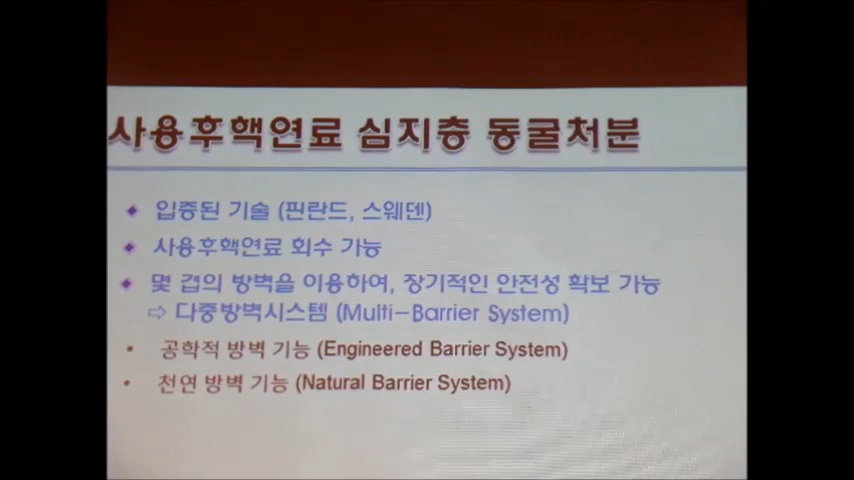 사용후핵연료 심지층 동굴처분
입증된 기술 (핀란드, 스웨덴)
사용후핵연료 회수 가능
몇 겹의 방벽을 이용하여, 장기적인 안전성 확보 가능
⇨ 다중방벽시스템 (Multi-Barrier System)
• 공학적 방벽 기능 (Engineered Barrier System)
• 천연 방벽 기능 (Natural Barrier System)